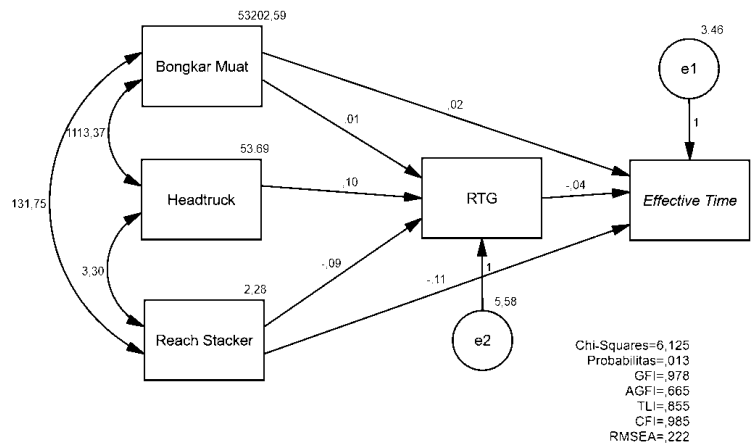 53202,59
3,46
Bongkar Muat
e1
,02
,01
1
1113,37
53.69
RTG
Headtruck
,10
-,04
Effective Time
131,75
3,30
-,09
2,28
-,11
1
5,58
Reach Stacker
e2
Chi-Squares=6,125
Probabilitas=,013
GFI=,978
AGFI=,665
TLI=,855
CFI=,985
RMSEA=,222